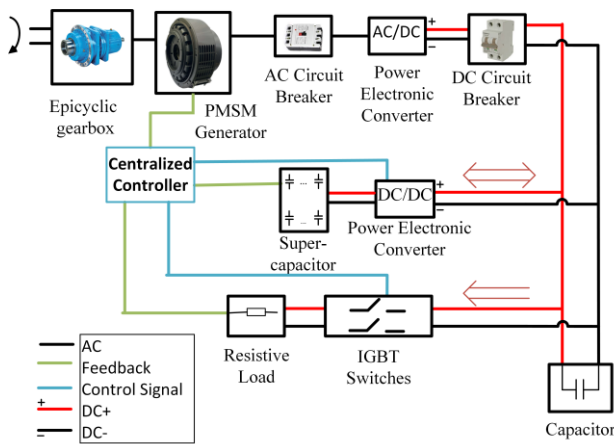 AC/DC
+
−
Epicyclic
gearbox
PMSM
Generator
AC Circuit
Breaker
Power
Electronic
Converter
DC Circuit
Breaker
Centralized
Controller
... 
...
DC/DC
+
−
Super-
capacitor
Power Electronic
Converter
Resistive
Load
IGBT
Switches
Capacitor
AC
Feedback
Control Signal
+ DC+
− DC-